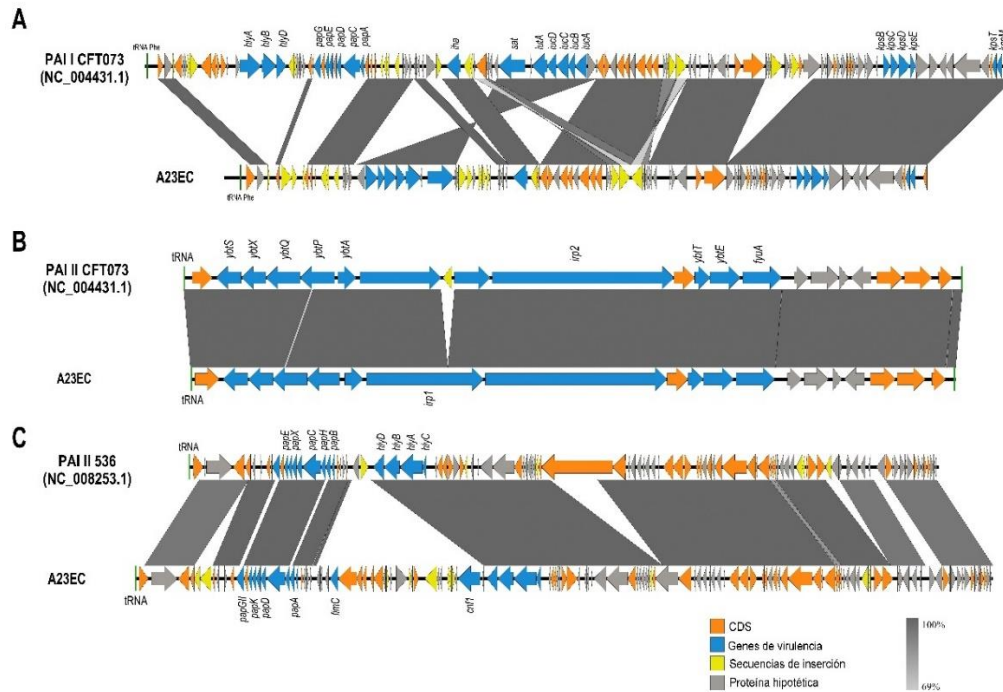 A
PAI I CFT073
(NC_004431.1)
tRNA Phe
hlyA
hlyB
hlyD
papG
papE
papD
papC
papA
iha
sat
iutA
iucD
iucC
iucB
iucA
kpsB
kpsC
kpsD
kpsE
kpsT
kpsM
A23EC
tRNA Phe
B
PAI II CFT073
(NC_004431.1)
tRNA
ybtS
ybtX
ybtQ
ybtP
ybtA
irp2
ybtT
ybtE
fyuA
A23EC
tRNA
irp1
C
PAI II 536
(NC_008253.1)
tRNA
papE
papX
papC
papH
papB
hlyD
hlyB
hlyA
hlyC
A23EC
tRNA
papGII
papK
papD
papA
fimC
cnf1
CDS
Genes de virulencia
Secuencias de inserción
Proteína hipotética
100%
69%